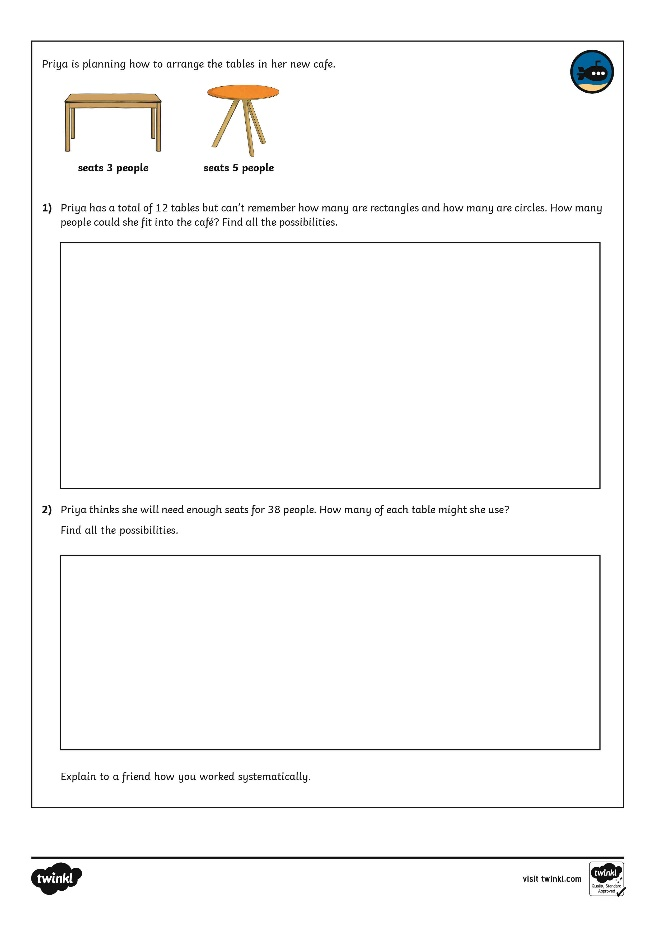 Priya is planning how to arrange the tables in her new cafe.
seats 3 people
seats 5 people
1) Priya has a total of 12 tables but can't remember how many are rectangles and how many are circles. How many
people could she fit into the café? Find all the possibilities.
2) Priya thinks she will need enough seats for 38 people. How many of each table might she use?
Find all the possibilities.
Explain to a friend how you worked systematically.
twinkl
visit twinkl.com
twinkl
Quality Standard
Approved